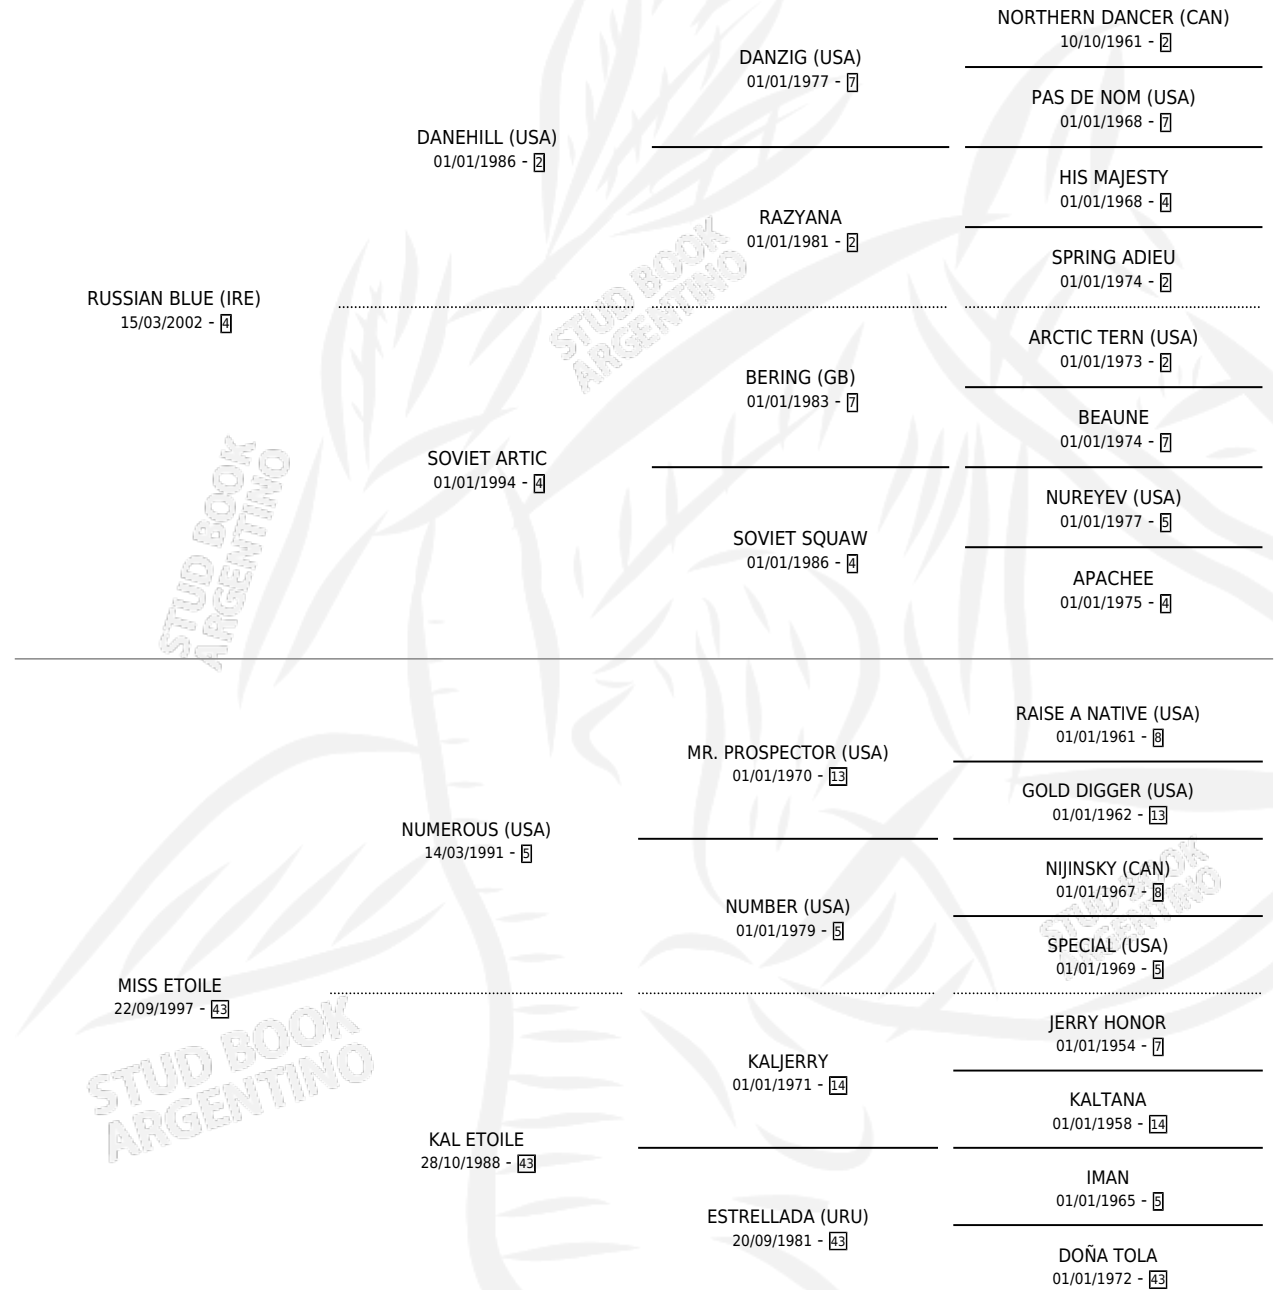 NORTHERN DANCER (CAN)
10/10/1961 - 2
DANZIG (USA)
01/01/1977 - 7
PAS DE NOM (USA)
01/01/1968 - 7
DANEHILL (USA)
01/01/1986 - 2
HIS MAJESTY
01/01/1968 - 4
RAZYANA
01/01/1981 - 2
SPRING ADIEU
01/01/1974 - 2
RUSSIAN BLUE (IRE)
15/03/2002 - 4
ARCTIC TERN (USA)
01/01/1973 - 2
BERING (GB)
01/01/1983 - 7
BEAUNE
01/01/1974 - 7
SOVIET ARTIC
01/01/1994 - 4
NUREYEV (USA)
01/01/1977 - 5
SOVIET SQUAW
01/01/1986 - 4
APACHEE
01/01/1975 - 4
STUD BOOK
ARGENTINO
STUD BOOK
ARGENTINO
RAISE A NATIVE (USA)
01/01/1961 - 8
MR. PROSPECTOR (USA)
01/01/1970 - 13
GOLD DIGGER (USA)
01/01/1962 - 13
NUMEROUS (USA)
14/03/1991 - 5
NIJINSKY (CAN)
01/01/1967 - 8
NUMBER (USA)
01/01/1979 - 5
SPECIAL (USA)
01/01/1969 - 5
MISS ETOILE
22/09/1997 - 43
JERRY HONOR
01/01/1954 - 7
KALJERRY
01/01/1971 - 14
KALTANA
01/01/1958 - 14
KAL ETOILE
28/10/1988 - 43
IMAN
01/01/1965 - 5
ESTRELLADA (URU)
20/09/1981 - 43
DOÑA TOLA
01/01/1972 - 43
STUD BOOK
ARGENTINO
STUD BOOK
ARGENTINO